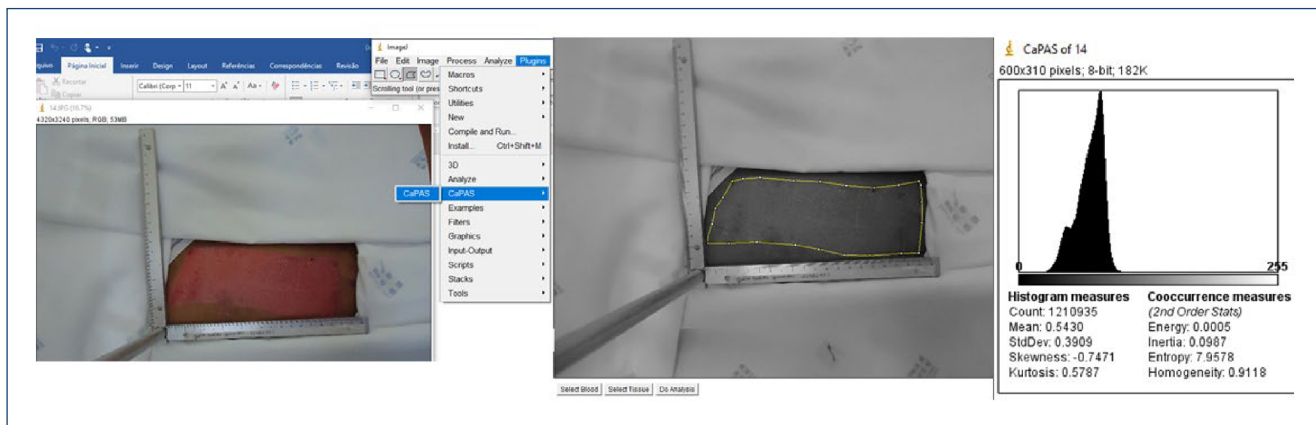 Arquivo Página Inicial Inserir Design Layout Referências Correspondências Revisão
Recortar
Copiar
Calibri (Corp 11
14.JPG (16.7%)
4320x3240 pixels, RGB, 53MB
ImageJ
File Edit Image Process Analyze Plugins
Scrolling tool (or pres
Macros
Shortcuts
Utilities
New
Compile and Run...
Install... Ctrl+Shift+M
3D
Analyze
CaPAS CaPAS
Examples
Filters
Graphics
Input-Output
Scripts
Stacks
Tools
Select Blood Select Tissue Do Analysis
CaPAS of 14
600x310 pixels; 8-bit; 182K
0 255
Histogram measures
Count: 1210935
Mean: 0.5430
StdDev: 0.3909
Skewness: -0.7471
Kurtosis: 0.5787
Cooccurrence measures
(2nd Order Stats)
Energy: 0.0005
Inertia: 0.0987
Entropy: 7.9578
Homogeneity: 0.9118